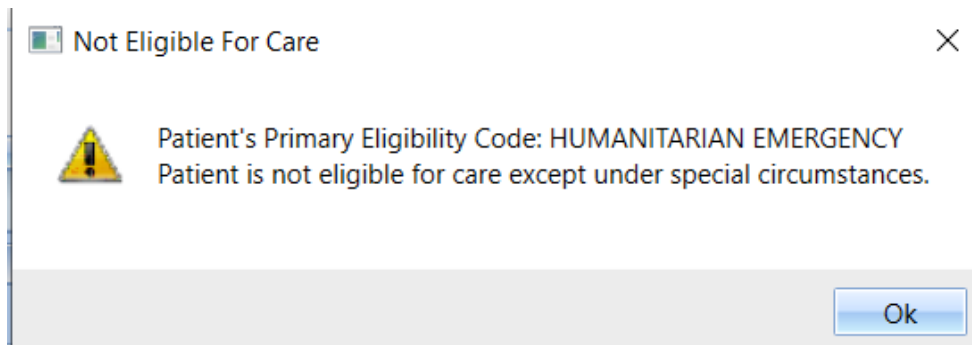 Not Eligible For Care
Patient's Primary Eligibility Code: HUMANITARIAN EMERGENCY
Patient is not eligible for care except under special circumstances.
Ok